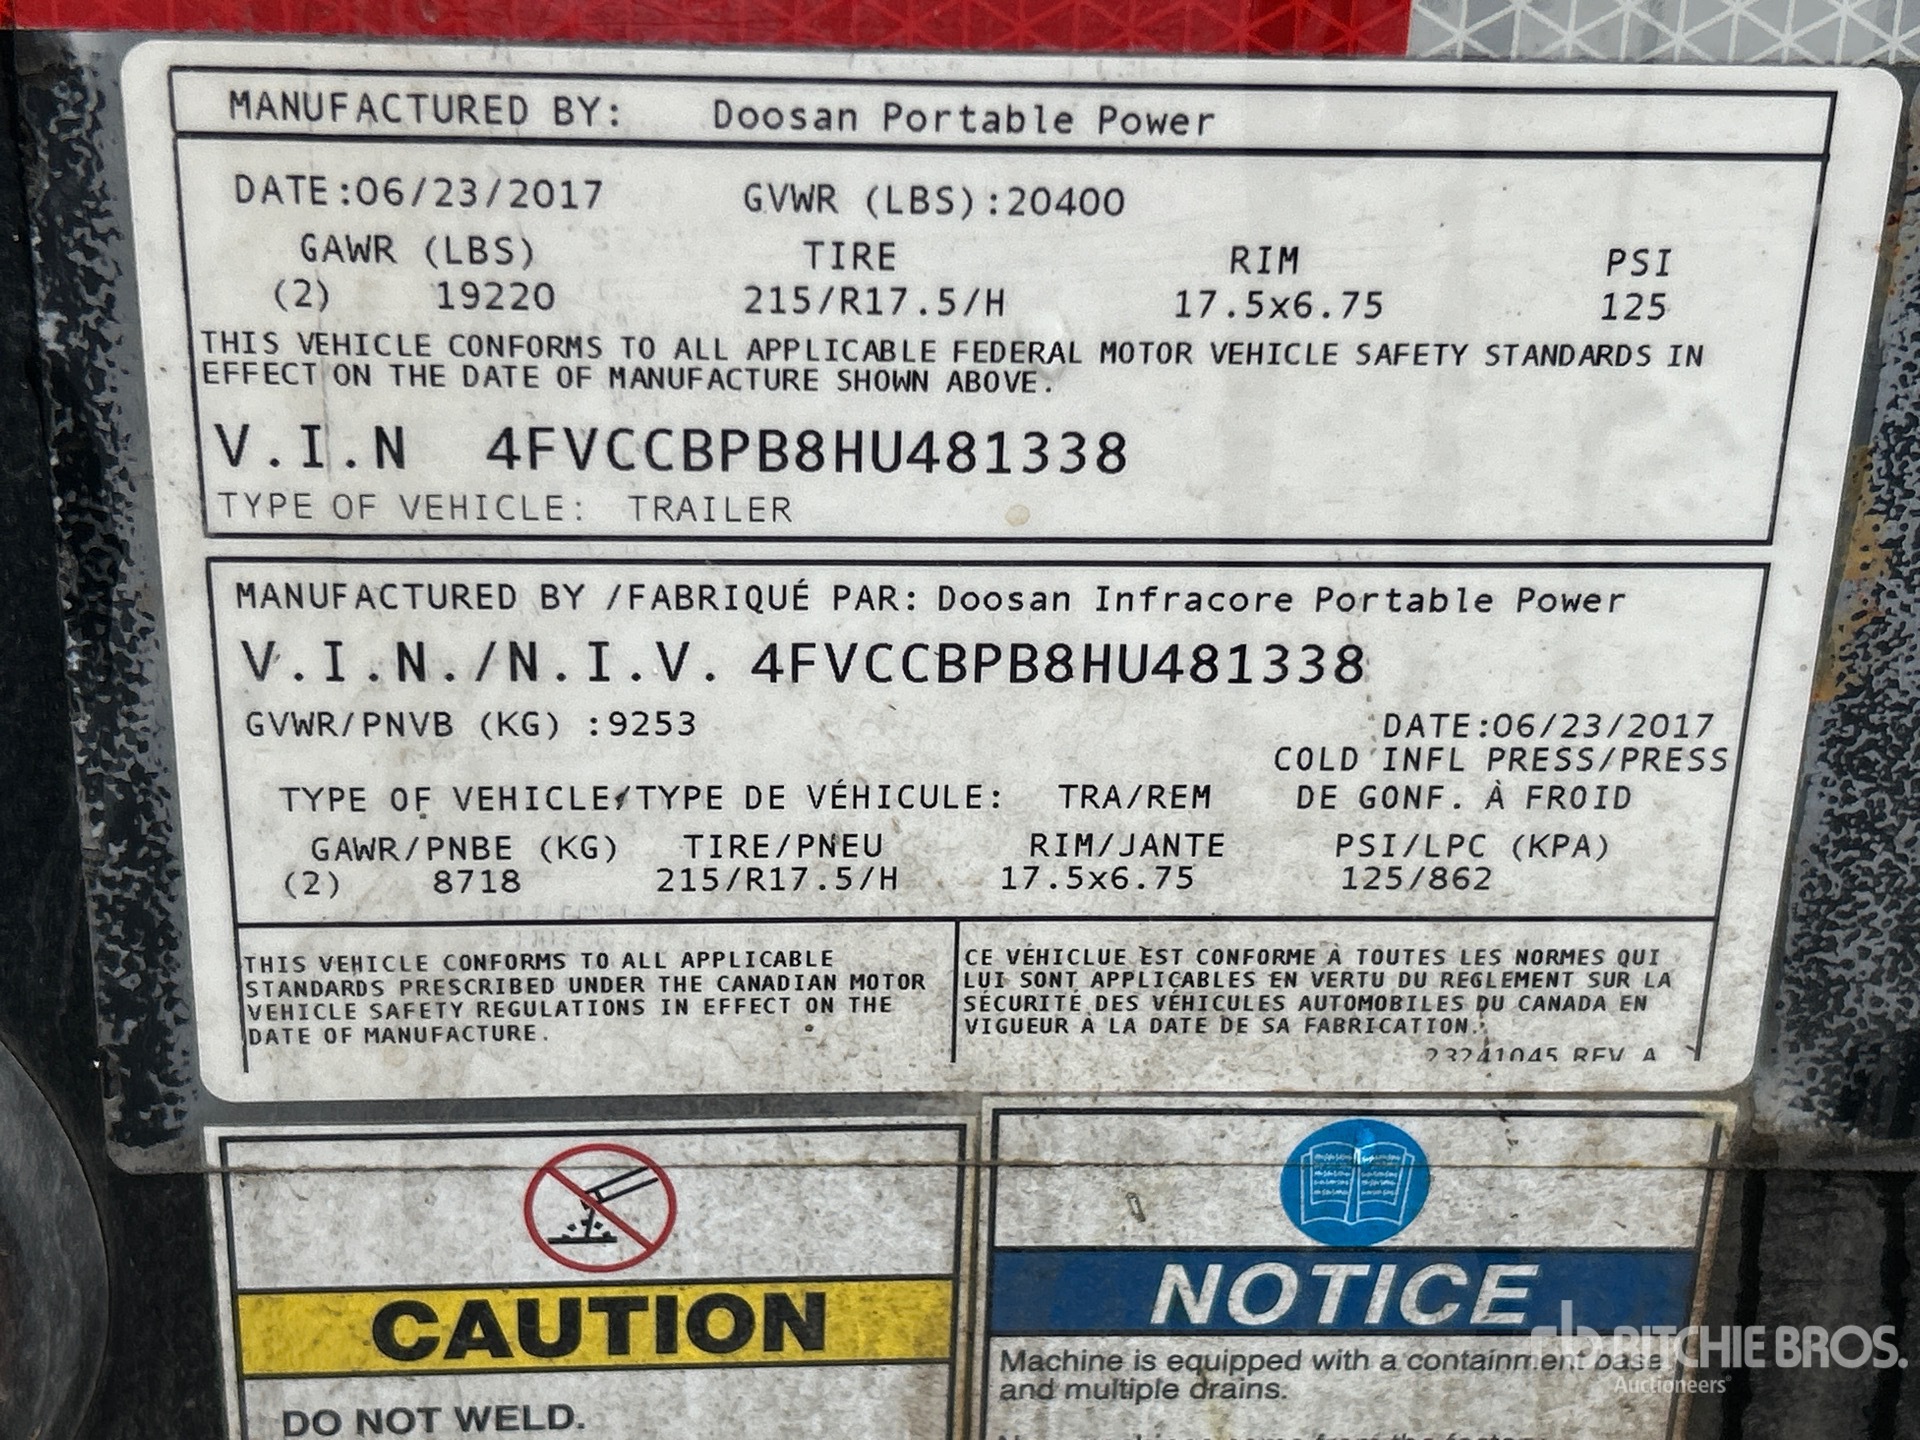 MANUFACTURED BY: Doosan Portable Power
DATE:06/23/2017 GVWR (LBS):20400
GAWR (LBS) TIRE RIM PSI
(2) 19220 215/R17.5/H 17.5x6.75 125
THIS VEHICLE CONFORMS TO ALL APPLICABLE FEDERAL MOTOR VEHICLE SAFETY STANDARDS IN
EFFECT ON THE DATE OF MANUFACTURE SHOWN ABOVE.
V.I.N 4FVCCBPB8HU481338
TYPE OF VEHICLE: TRAILER
MANUFACTURED BY /FABRIQUÉ PAR: Doosan Infracore Portable Power
V.I.N./N.I.V. 4FVCCBPB8HU481338
GVWR/PNVB (KG) :9253 DATE:06/23/2017
COLD INFL PRESS/PRESS
TYPE OF VEHICLE/TYPE DE VÉHICULE: TRA/REM DE GONF. À FROID
GAWR/PNBE (KG) TIRE/PNEU RIM/JANTE PSI/LPC (KPA)
(2) 8718 215/R17.5/H 17.5x6.75 125/862
THIS VEHICLE CONFORMS TO ALL APPLICABLE
STANDARDS PRESCRIBED UNDER THE CANADIAN MOTOR
VEHICLE SAFETY REGULATIONS IN EFFECT ON THE
DATE OF MANUFACTURE.
CE VÉHICLUE EST CONFORME À TOUTES LES NORMES QUI
LUI SONT APPLICABLES EN VERTU DU REGLEMENT SUR LA
SÉCURITÉ DES VÉHICULES AUTOMOBILES DU CANADA EN
VIGUEUR À LA DATE DE SA FABRICATION.
23241045 REV A
CAUTION
DO NOT WELD.
NOTICE
Machine is equipped with a containment base
and multiple drains.
rb RITCHIE BROS.
Auctioneers